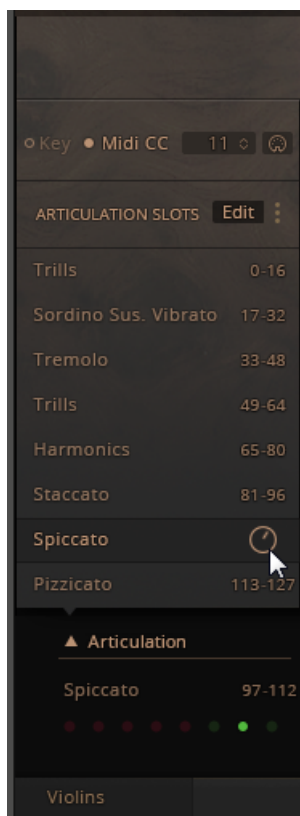 Key Midi CC 11
ARTICULATION SLOTS Edit
Trills 0-16
Sordino Sus. Vibrato 17-32
Tremolo 33-48
Trills 49-64
Harmonics 65-80
Staccato 81-96
Spiccato
Pizzicato 113-127
Articulation
Spiccato 97-112
Violins